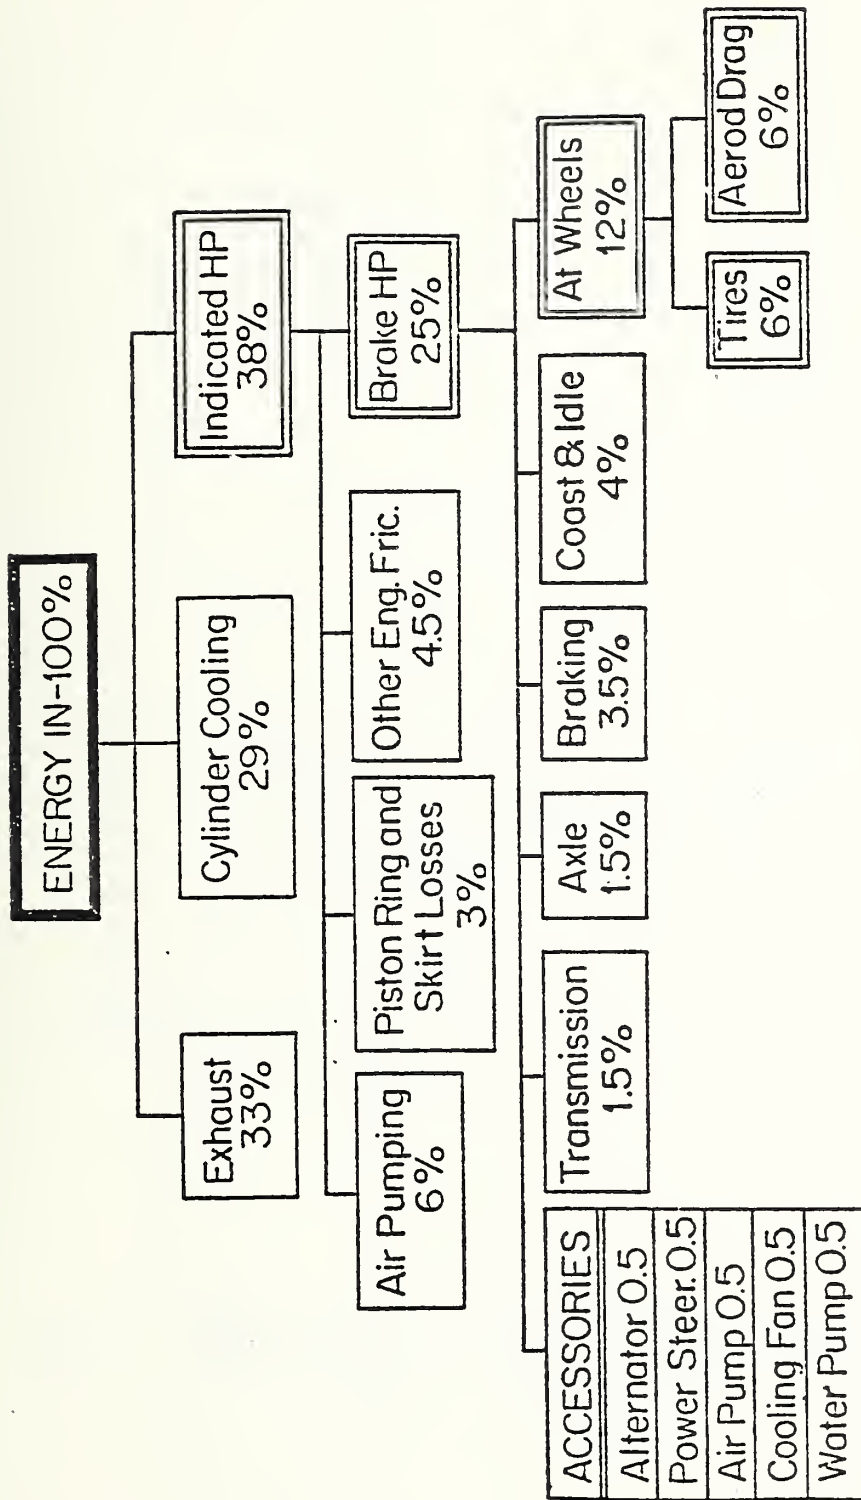 ENERGY IN-100%
Exhaust
33%
Cylinder Cooling
29%
Indicated HP
38%
Air Pumping
6%
Piston Ring and
Skirt Losses
3%
Other Eng. Fric.
4.5%
Brake HP
25%
ACCESSORIES
Alternator 0.5
Power Steer. 0.5
Air Pump 0.5
Cooling Fan 0.5
Water Pump 0.5
Transmission
1.5%
Axle
1.5%
Braking
3.5%
Coast & Idle
4%
At Wheels
12%
Tires
6%
Aerod Drag
6%